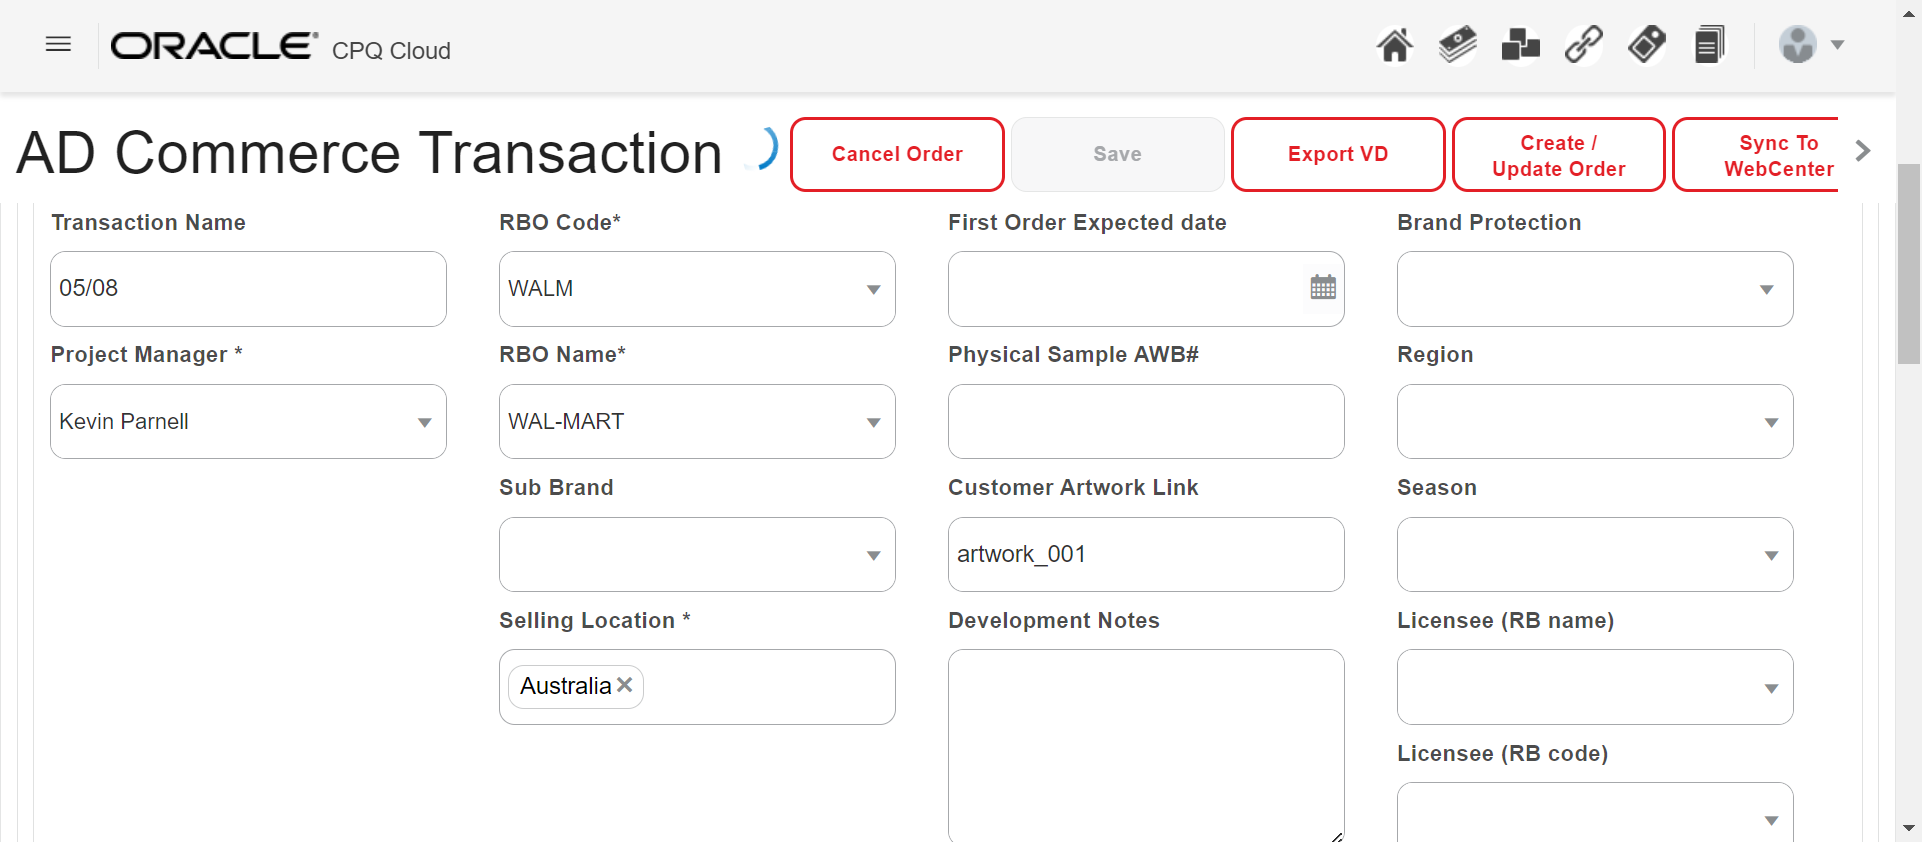 ORACLE® CPQ Cloud
AD Commerce Transaction
Cancel Order
Save
Export VD
Create /
Update Order
Sync To
WebCenter
Transaction Name
RBO Code*
First Order Expected date
Brand Protection
05/08
WALM
Project Manager *
RBO Name*
Physical Sample AWB#
Region
Kevin Parnell
WAL-MART
Sub Brand
Customer Artwork Link
Season
artwork_001
Selling Location *
Development Notes
Licensee (RB name)
Australia
Licensee (RB code)